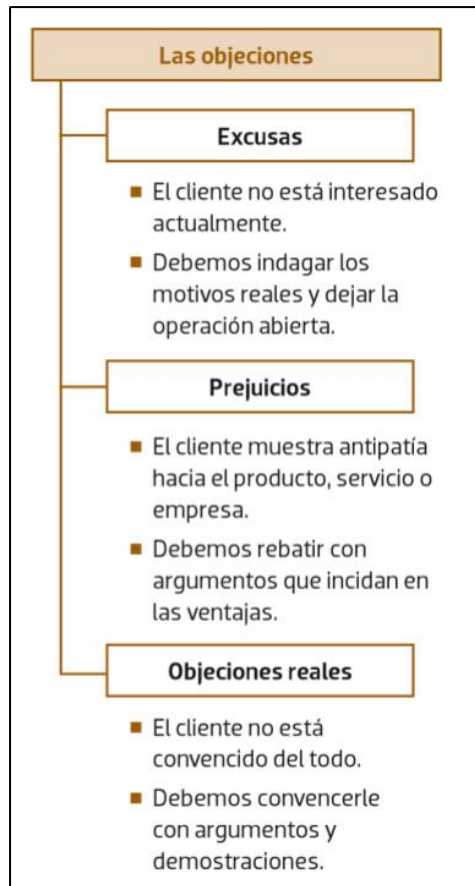 Las objeciones
Excusas
■ El cliente no está interesado
actualmente.
■ Debemos indagar los
motivos reales y dejar la
operación abierta.
Prejuicios
■ El cliente muestra antipatía
hacia el producto, servicio o
empresa.
■ Debemos rebatir con
argumentos que incidan en
las ventajas.
Objeciones reales
■ El cliente no está
convencido del todo.
■ Debemos convencerle
con argumentos y
demostraciones.